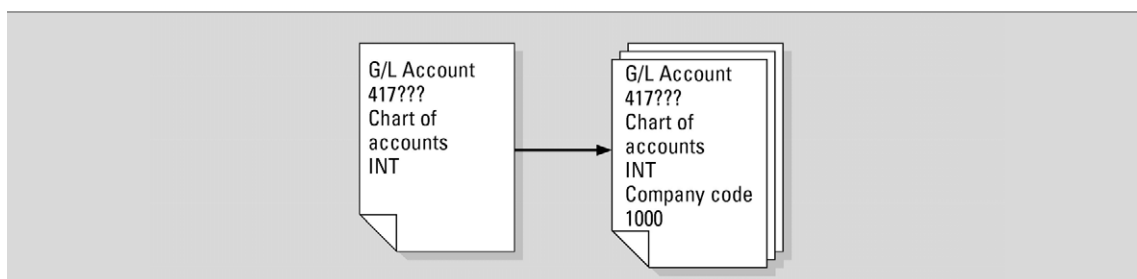 G/L Account
417???
Chart of
accounts
INT
G/L Account
417???
Chart of
accounts
INT
Company code
1000